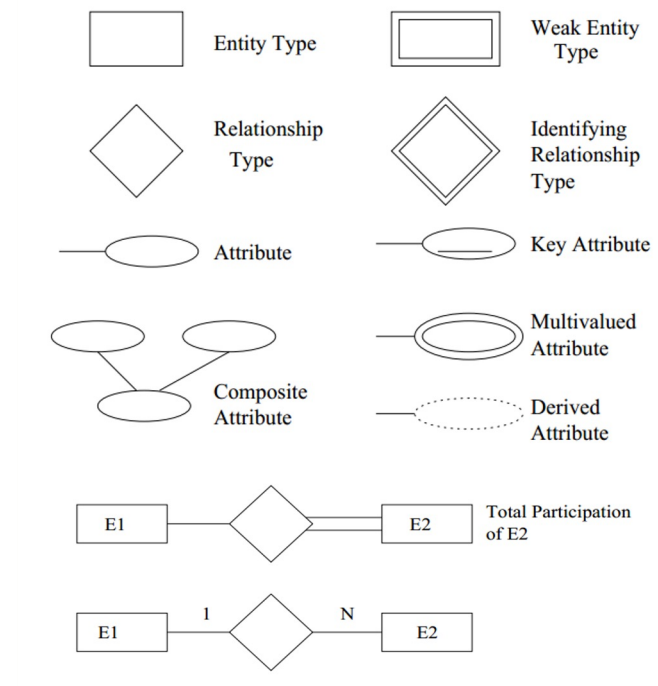 Entity Type
Weak Entity
Type
Relationship
Type
Identifying
Relationship
Type
Attribute
Key Attribute
Composite
Attribute
Multivalued
Attribute
Derived
Attribute
E1
E2
Total Participation
of E2
E1
1
N
E2